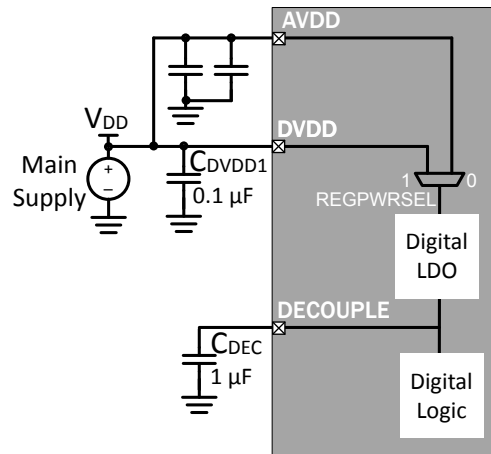 AVDD
VDD
DVDD
Main
Supply
+
–
CDVDD1
0.1 µF
1
0
REGPWRSEL
Digital
LDO
DECOUPLE
CDEC
1 µF
Digital
Logic